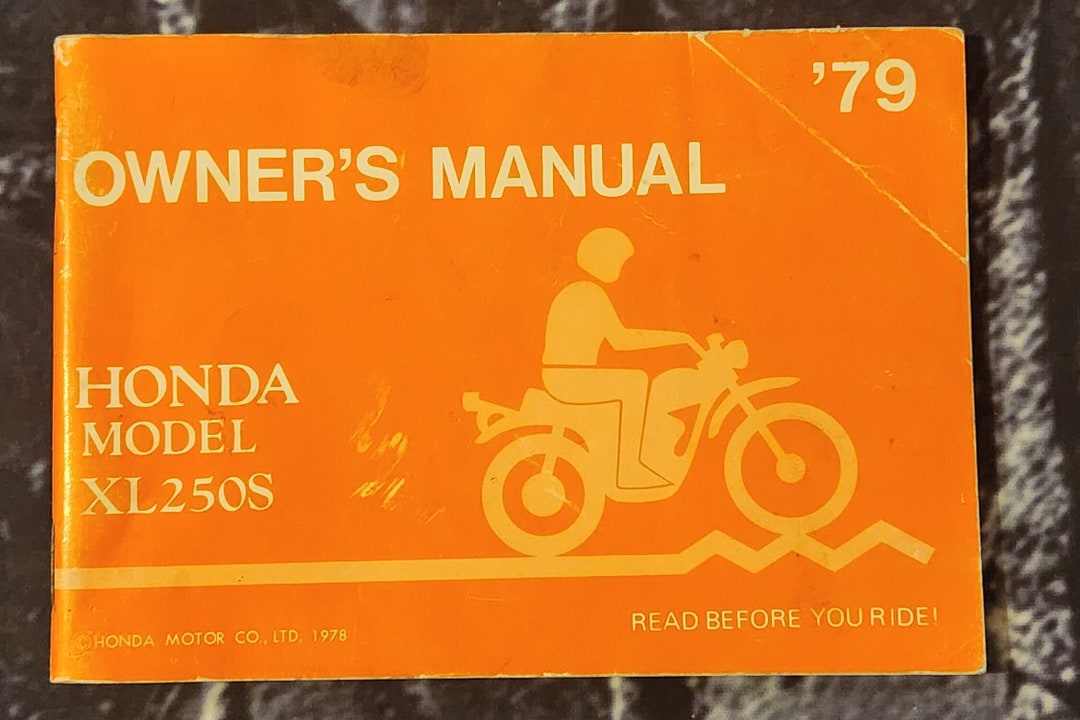 '79
OWNER'S MANUAL
HONDA
MODEL
XL250S
©HONDA MOTOR CO., LTD. 1978
READ BEFORE YOU RIDE!